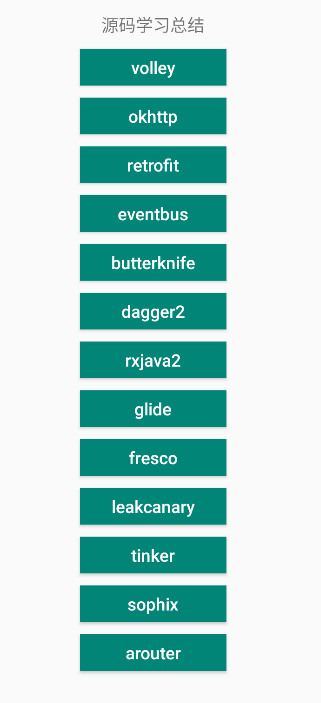 源码学习总结
volley
okhttp
retrofit
eventbus
butterknife
dagger2
rxjava2
glide
fresco
leakcanary
tinker
sophix
arouter